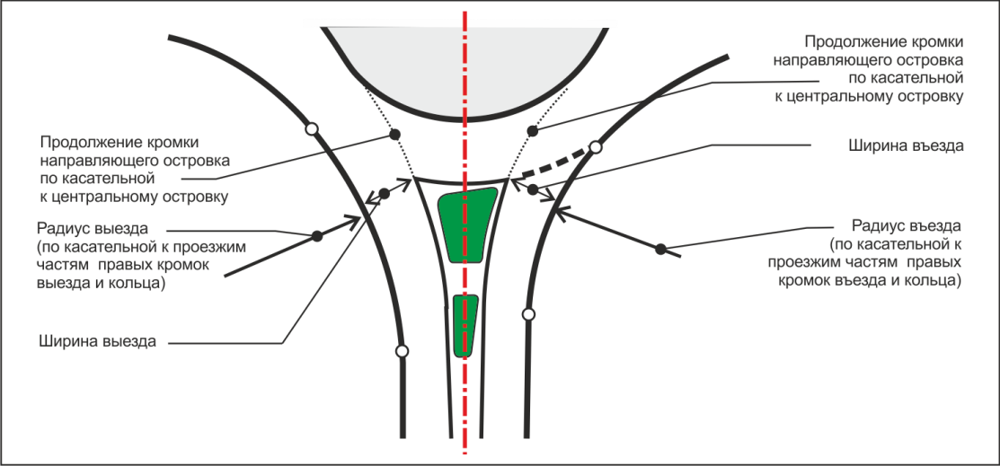 Продолжение кромки
направляющего островка
по касательной
к центральному островку
Радиус выезда
(по касательной к проезжим
частям правых кромок
выезда и кольца)
Ширина выезда
Продолжение кромки
направляющего островка
по касательной
к центральному островку
Ширина въезда
Радиус въезда
(по касательной к
проезжим частям правых
кромок въезда и кольца)